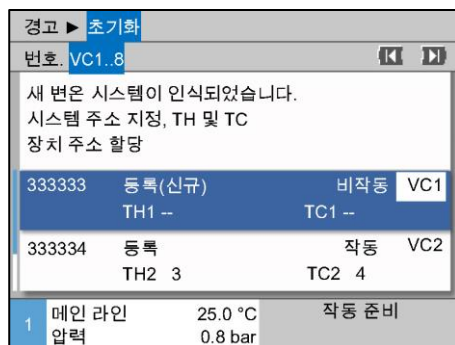 경고 ▶ 초기화
번호. VC1..8
새 변온 시스템이 인식되었습니다.
시스템 주소 지정, TH 및 TC
장치 주소 할당
333333 등록(신규) 비작동 VC1
TH1 -- TC1 --
333334 등록 작동 VC2
TH2 3 TC2 4
1 메인 라인 25.0 °C 작동 준비
압력 0.8 bar